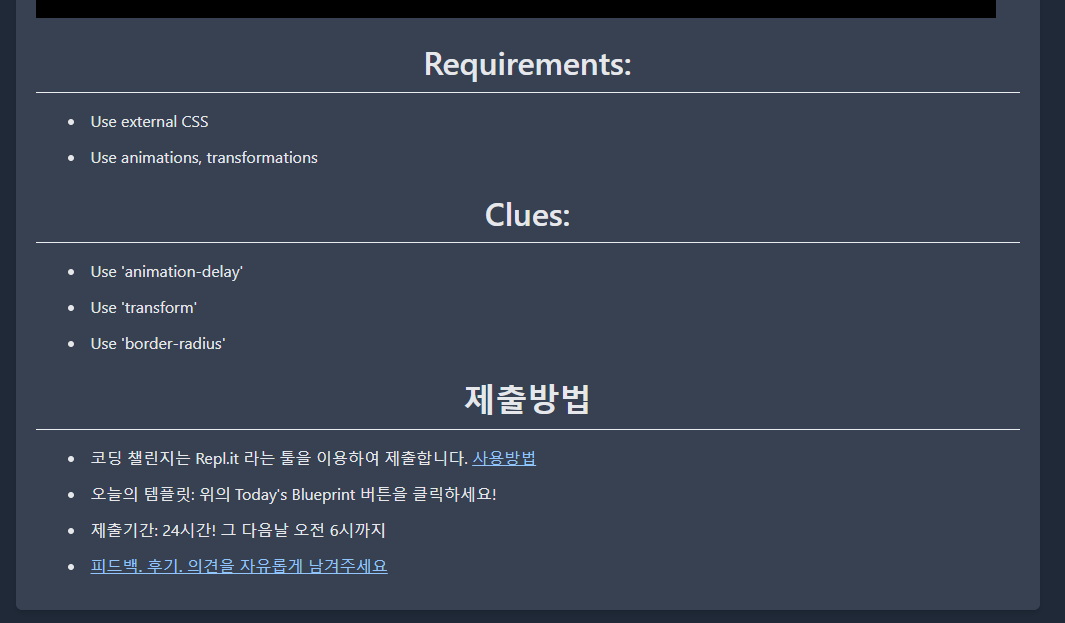 Requirements:
Use external CSS
Use animations, transformations
Clues:
Use 'animation-delay'
Use 'transform'
Use 'border-radius'
제출방법
코딩 챌린지는 Repl.it 라는 툴을 이용하여 제출합니다. 사용방법
오늘의 템플릿: 위의 Today's Blueprint 버튼을 클릭하세요!
제출기간: 24시간! 그 다음날 오전 6시까지
피드백. 후기. 의견을 자유롭게 남겨주세요